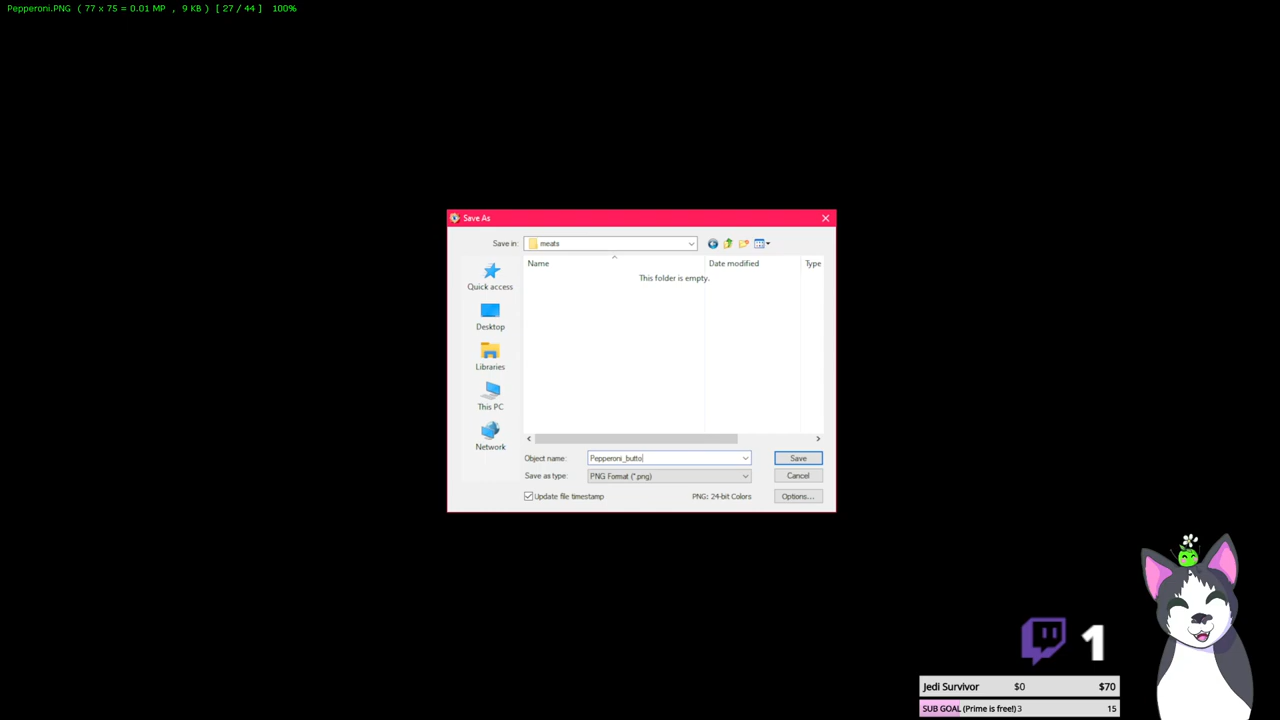 Pepperoni.PNG ( 77 x 75 = 0.01 MP , 9 KB ) [ 27 / 44 ] 100%
Save As
Save in: meats
Name Date modified Type
This folder is empty.
Quick access
Desktop
Libraries
This PC
Network
Object name: Pepperoni_butto Save
Save as type: PNG Format (*.png) Cancel
Update file timestamp PNG: 24-bit Colors Options...
1
Jedi Survivor $0 $70
SUB GOAL (Prime is free!) 3 15